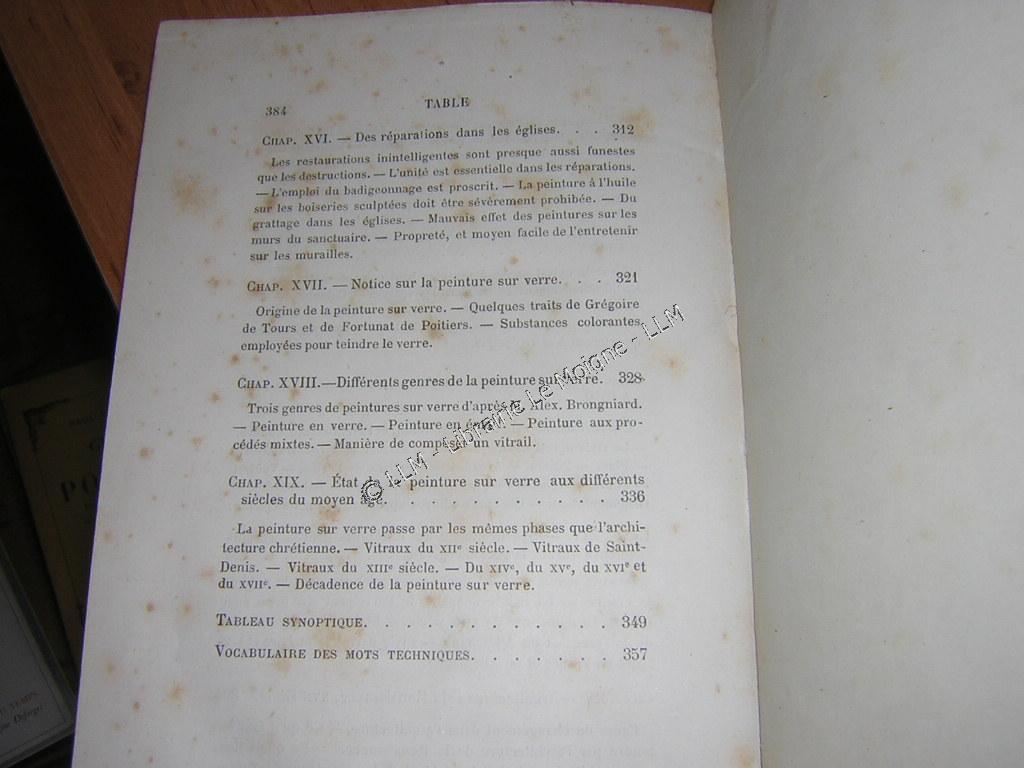 384 TABLE
CHAP. XVI. — Des réparations dans les églises. . . 312
Les restaurations inintelligentes sont presque aussi funestes
que les destructions. — L'unité est essentielle dans les réparations.
— L'emploi du badigeonnage est proscrit. — La peinture à l'huile
sur les boiseries sculptées doit être sévèrement prohibée. — Du
grattage dans les églises. — Mauvais effet des peintures sur les
murs du sanctuaire. — Propreté, et moyen facile de l'entretenir
sur les murailles.
CHAP. XVII. — Notice sur la peinture sur verre. . . 321
Origine de la peinture sur verre. — Quelques traits de Grégoire
de Tours et de Fortunat de Poitiers. — Substances colorantes
employées pour teindre le verre.
CHAP. XVIII. — Différents genres de la peinture sur verre. 328
Trois genres de peintures sur verre d'après Alex. Brongniard.
— Peinture en verre. — Peinture en émail. — Peinture aux pro-
cédés mixtes. — Manière de composer un vitrail.
CHAP. XIX. — État de la peinture sur verre aux différents
siècles du moyen âge. . . . . . . . . . . 336
La peinture sur verre passe par les mêmes phases que l'archi-
tecture chrétienne. — Vitraux du XIIe siècle. — Vitraux de Saint-
Denis. — Vitraux du XIIIe siècle. — Du XIVe, du XVe, du XVIe et
du XVIIe. — Décadence de la peinture sur verre.
TABLEAU SYNOPTIQUE. . . . . . . . . . . . 349
VOCABULAIRE DES MOTS TECHNIQUES. . . . . . . 357
© LLM - Librairie Le Moigne - LLM